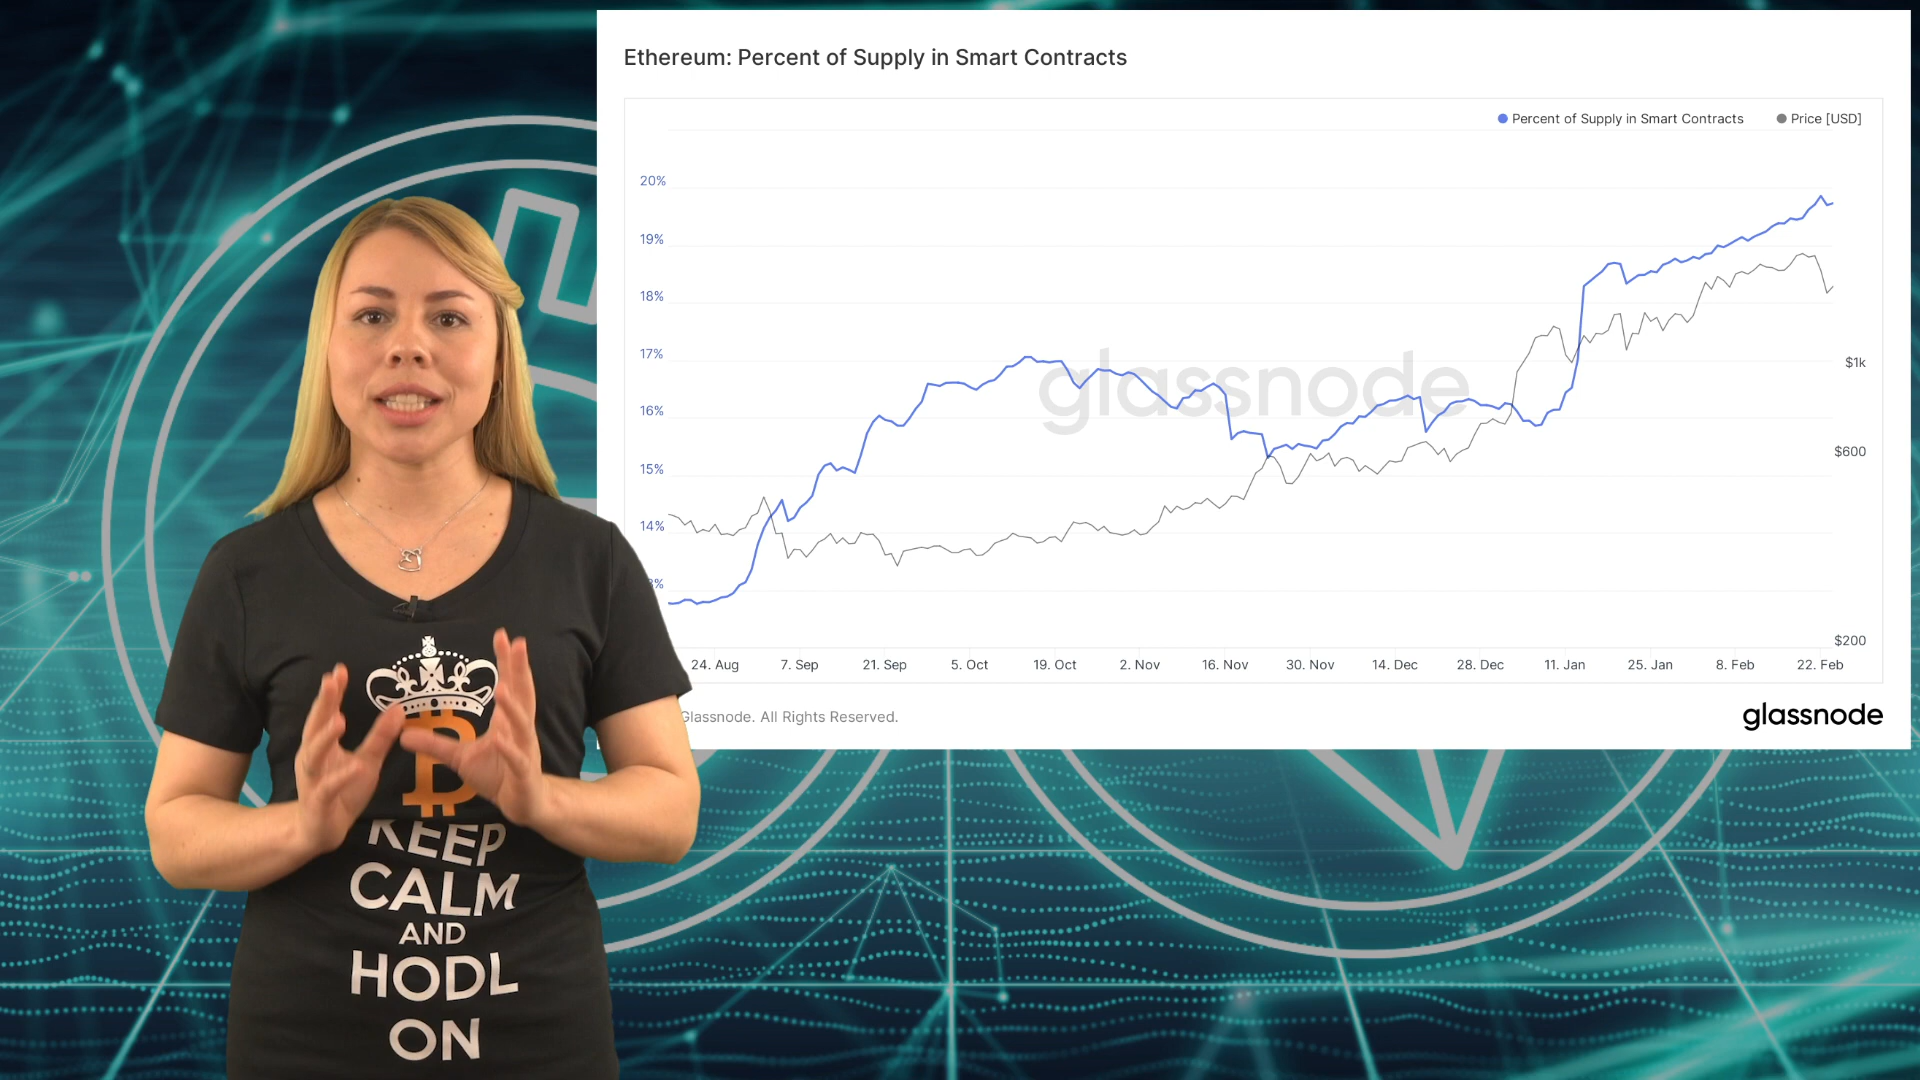 Ethereum: Percent of Supply in Smart Contracts
Percent of Supply in Smart Contracts
Price [USD]
20%
19%
18%
17%
16%
15%
14%
$1k
$600
$200
glassnode
24. Aug
7. Sep
21. Sep
5. Oct
19. Oct
2. Nov
16. Nov
30. Nov
14. Dec
28. Dec
11. Jan
25. Jan
8. Feb
22. Feb
Glassnode. All Rights Reserved.
glassnode
KEEP
CALM
AND
HODL
ON